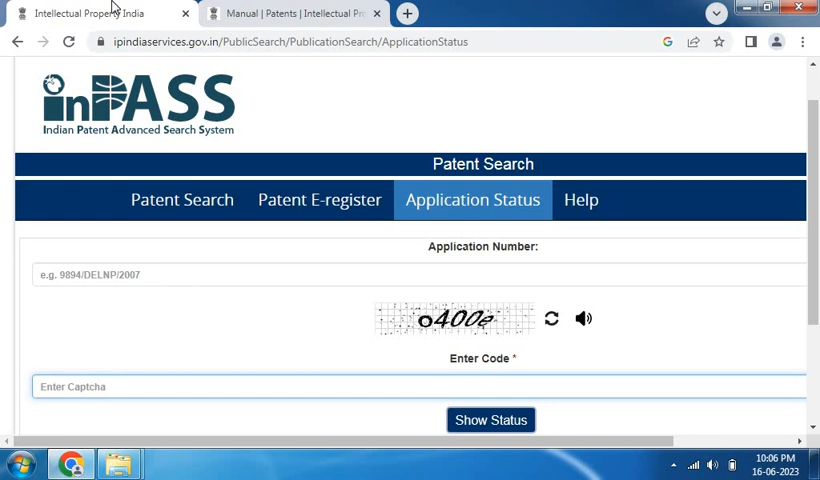 Intellectual Property India
Manual | Patents | Intellectual Pr
ipindiaservices.gov.in/PublicSearch/PublicationSearch/ApplicationStatus
inPASS
Indian Patent Advanced Search System
Patent Search
Patent Search Patent E-register Application Status Help
Application Number:
e.g. 9894/DELNP/2007
o400e
Enter Code *
Enter Captcha
Show Status
10:06 PM
16-06-2023